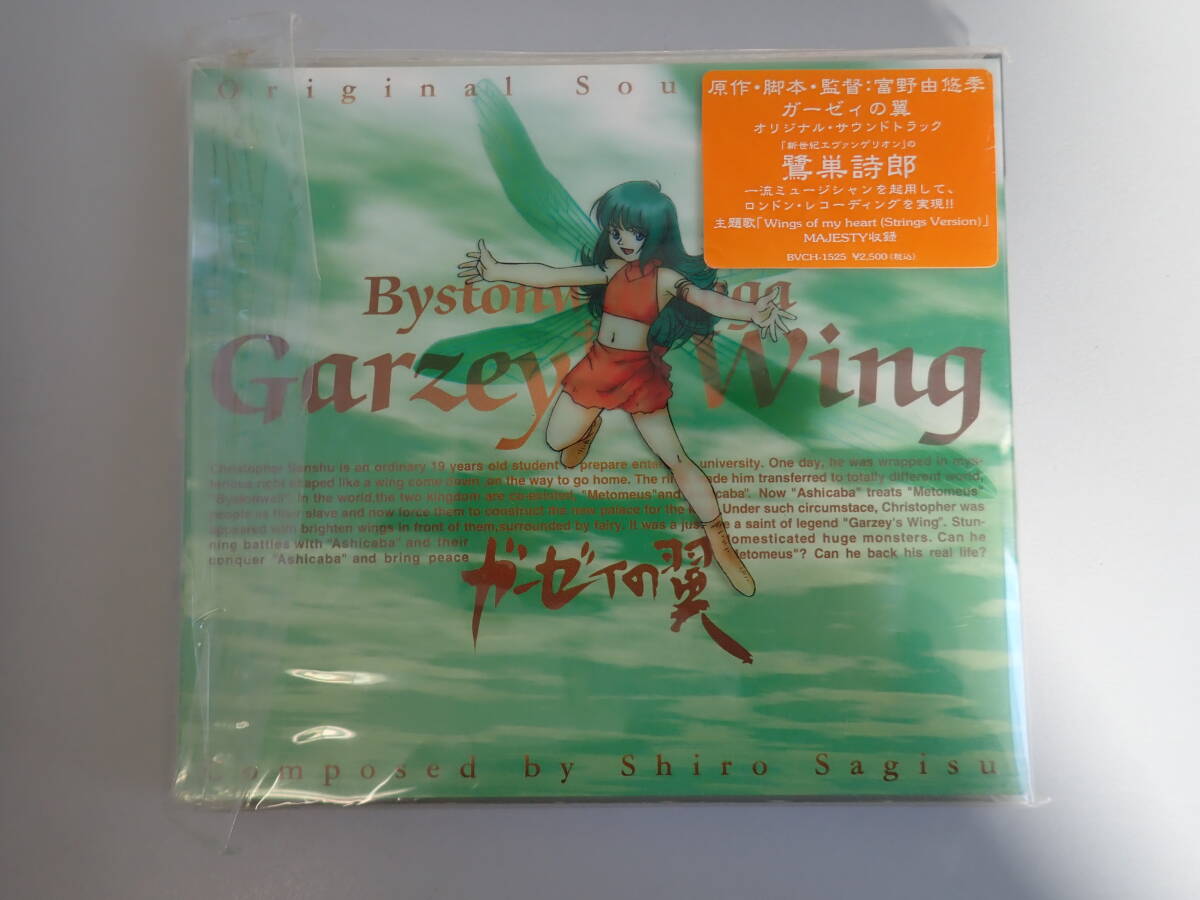 Original Sou
原作・脚本・監督:富野由悠季
ガーゼィの翼
オリジナル・サウンドトラック
「新世紀エヴァンゲリオン」の
鷺巣詩郎
一流ミュージシャンを起用して、
ロンドン・レコーディングを実現!!
主題歌「Wings of my heart (Strings Version)」
MAJESTY収録
BVCH-1525 ¥2,500(税込)
Bystonw ga
Garzey' Wing
Christopher Senshu is an ordinary 19 years old student prepare university. One day, he was wrapped in mys-
shaped like a wing come down on the way to go home. The him transferred to totally different world,
"Bystonwell". In the world,the two kingdom are co-existed, "Metomeus"and Now "Ashicaba" treats "Metomeus"
people as their slave and now force them to construct the new palace for the Under such circumstace, Christopher was
appeared with brighten wings in front of them,surrounded by fairy. It was a a saint of legend "Garzey's Wing". Stun-
ning battles with "Ashicaba" and their domesticated huge monsters. Can he
conquer "Ashicaba" and bring peace "Metomeus"? Can he back his real life?
ガーゼィの翼
Composed by Shiro Sagisu